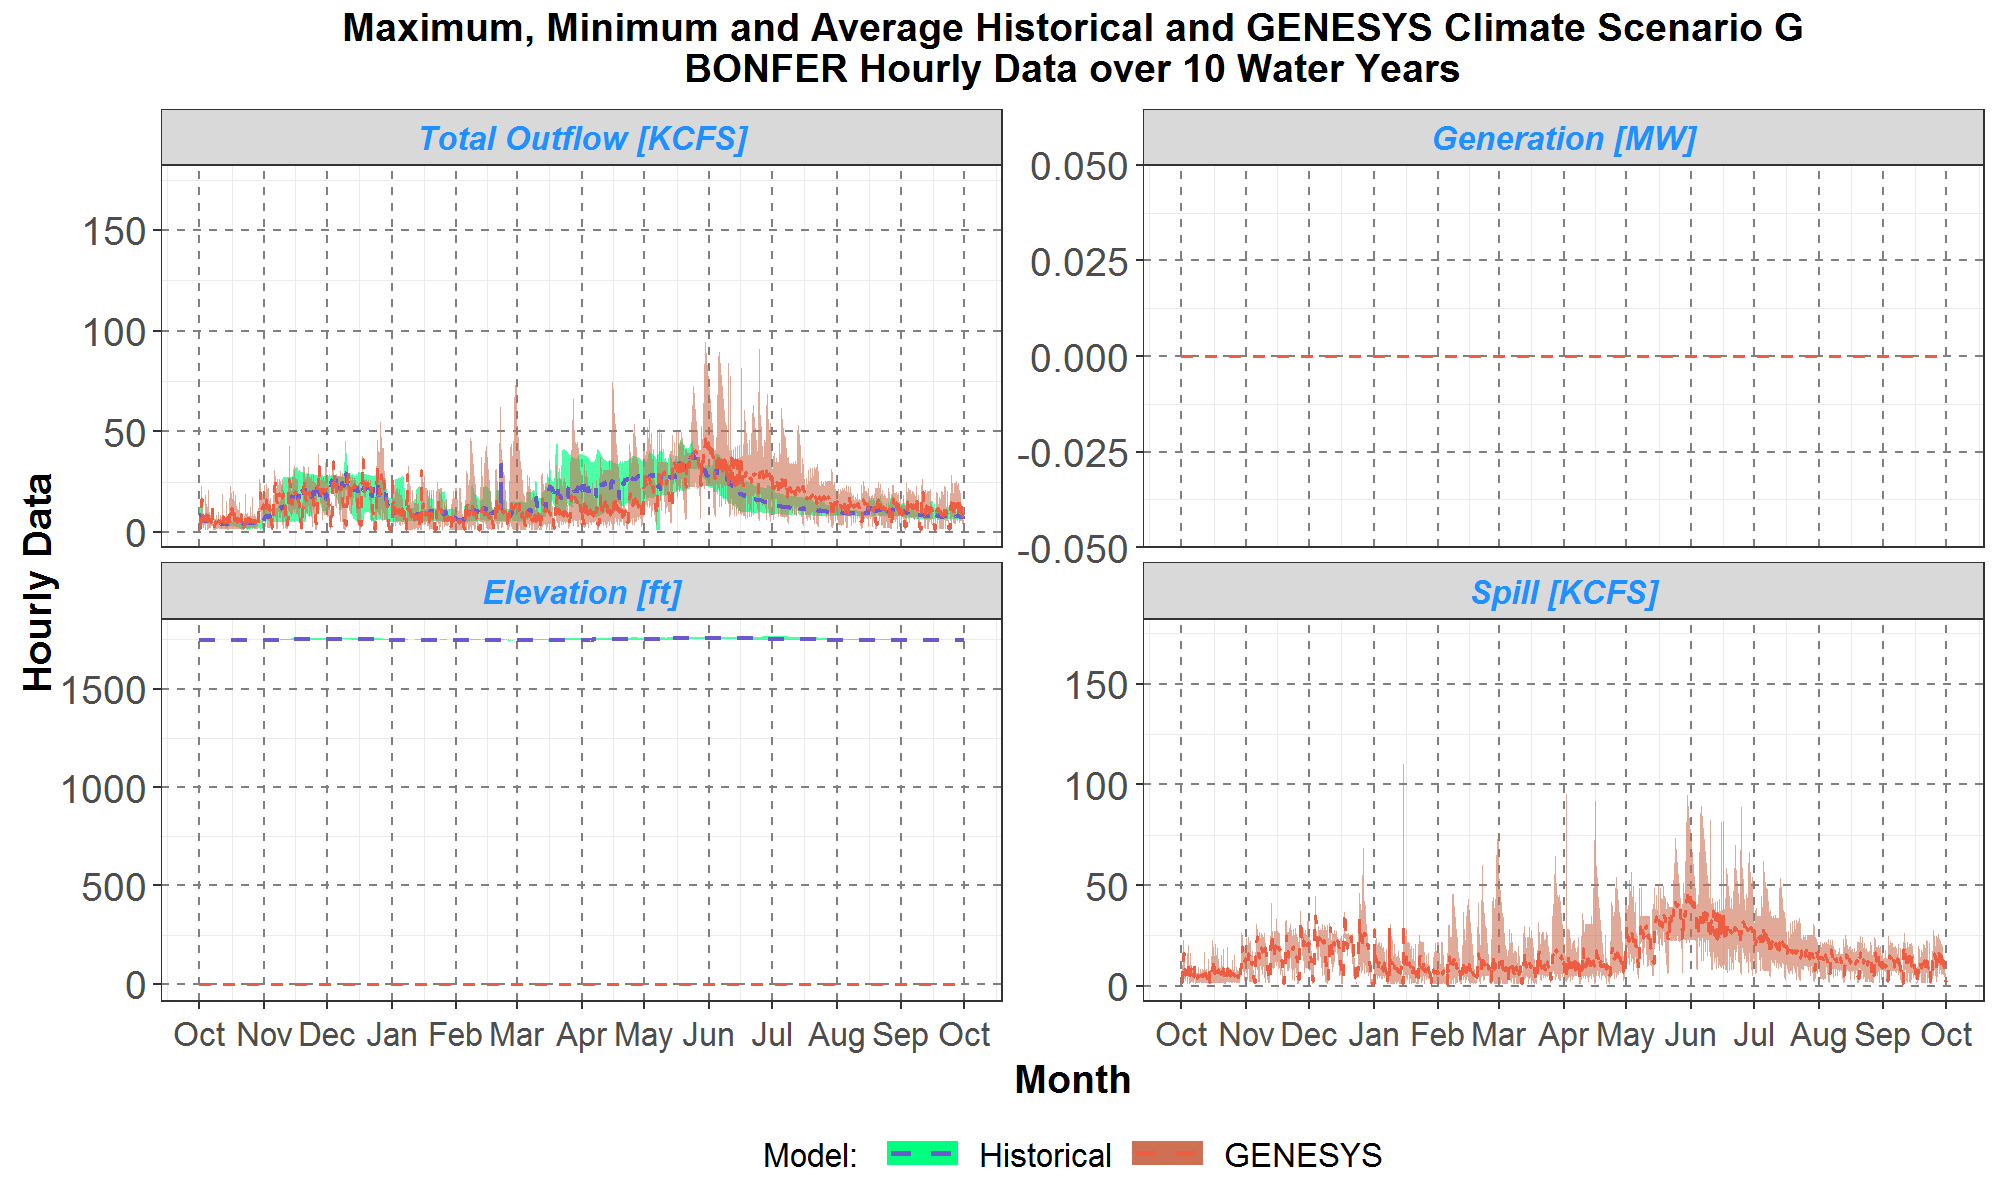 Maximum, Minimum and Average Historical and GENESYS Climate Scenario G
BONFER Hourly Data over 10 Water Years
Total Outflow [KCFS]
150
100
50
0
Generation [MW]
0.050
0.025
0.000
-0.025
-0.050
Hourly Data
Elevation [ft]
1500
1000
500
0
Oct Nov Dec Jan Feb Mar Apr May Jun Jul Aug Sep Oct
Spill [KCFS]
150
100
50
0
Oct Nov Dec Jan Feb Mar Apr May Jun Jul Aug Sep Oct
Month
Model: Historical GENESYS